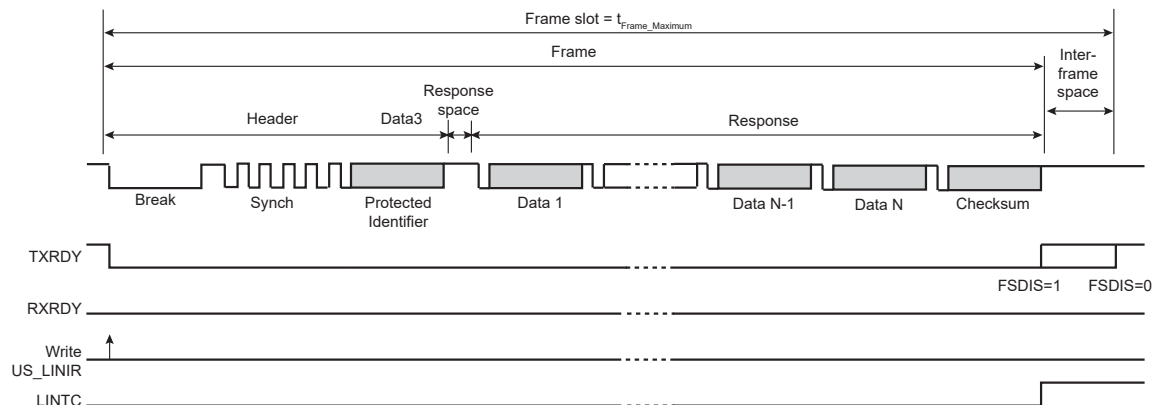 Frame slot = tFrame_Maximum
Frame
Inter-
frame
space
Response
space
Header
Data3
Response
Break
Synch
Protected
Identifier
Data 1
Data N-1
Data N
Checksum
TXRDY
FSDIS=1
FSDIS=0
RXRDY
Write
US_LINIR
LINTC